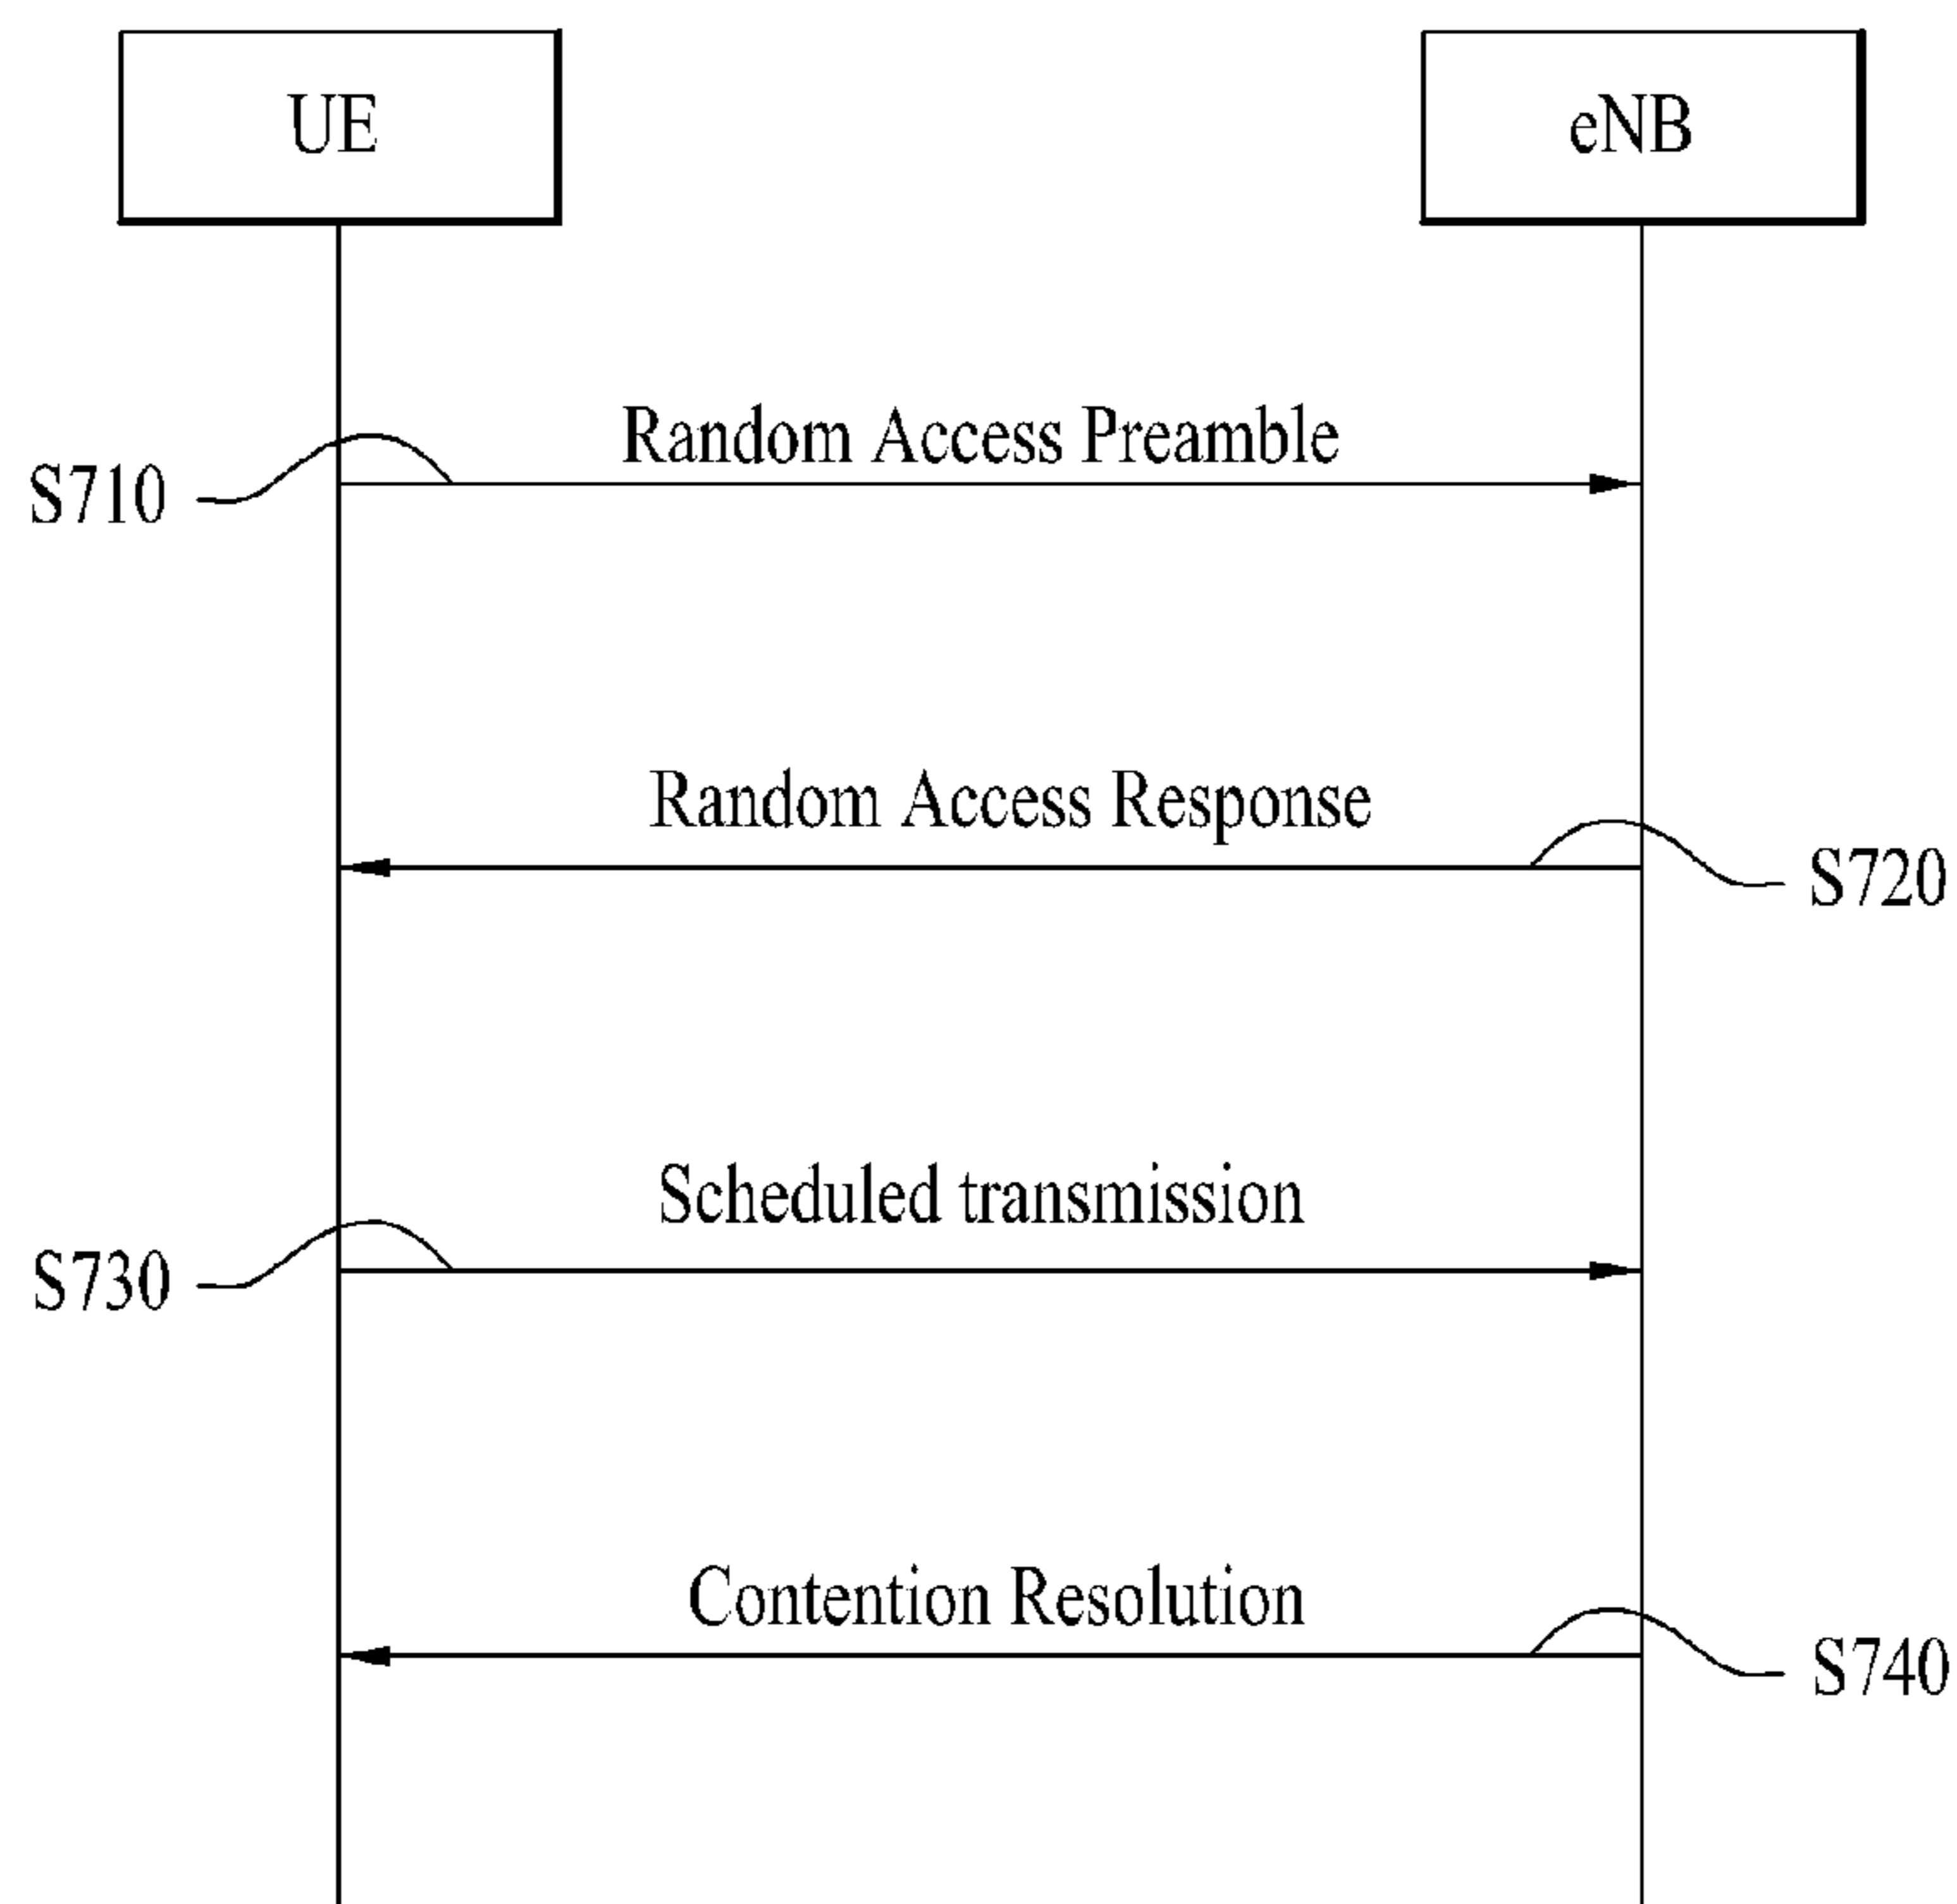 UE
eNB
Random Access Preamble
S710
Random Access Response
S720
Scheduled transmission
S730
Contention Resolution
S740